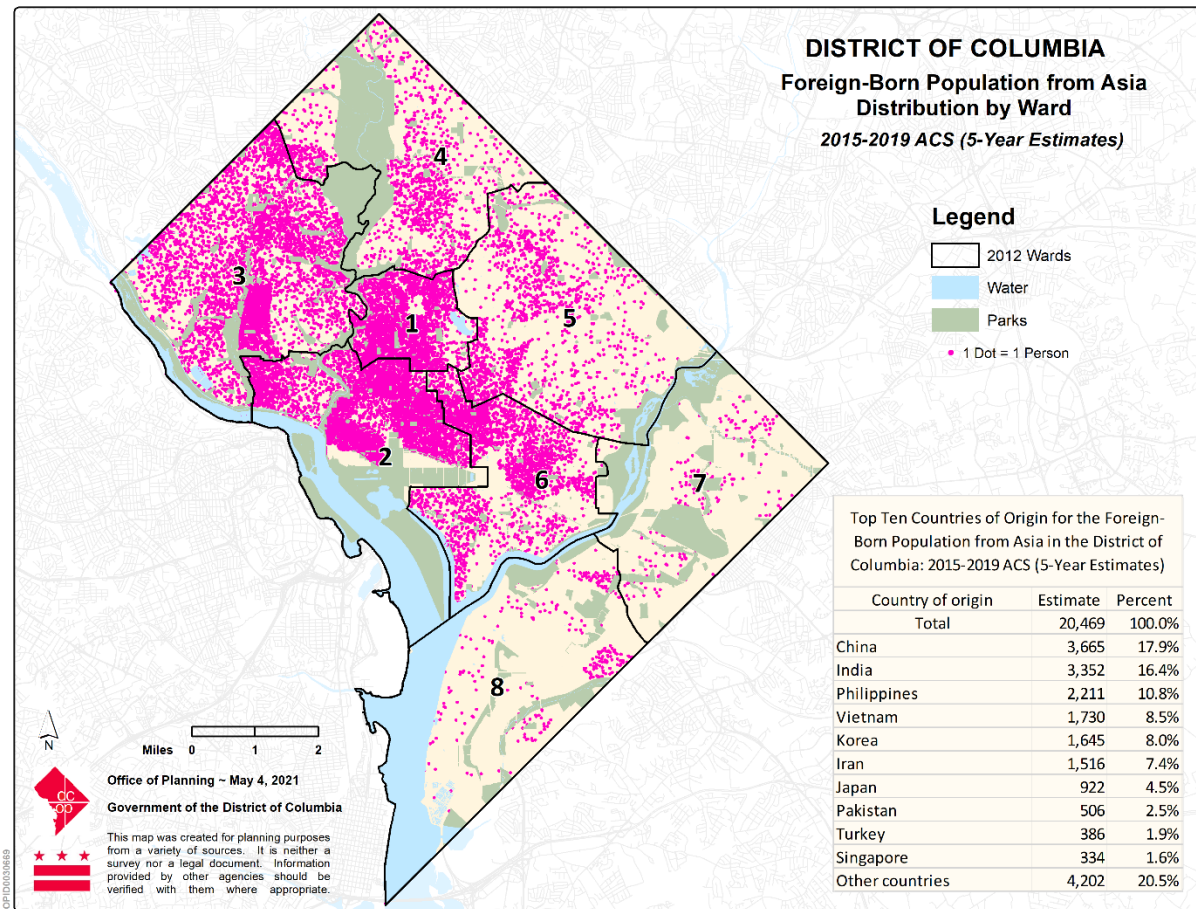 DISTRICT OF COLUMBIA
Foreign-Born Population from Asia
Distribution by Ward
2015-2019 ACS (5-Year Estimates)
Legend
2012 Wards
Water
Parks
1 Dot = 1 Person
4
3
5
1
2
6
7
8
Top Ten Countries of Origin for the Foreign-
Born Population from Asia in the District of
Columbia: 2015-2019 ACS (5-Year Estimates)
Country of origin Estimate Percent
Total 20,469 100.0%
China 3,665 17.9%
India 3,352 16.4%
Philippines 2,211 10.8%
Vietnam 1,730 8.5%
Korea 1,645 8.0%
Iran 1,516 7.4%
Japan 922 4.5%
Pakistan 506 2.5%
Turkey 386 1.9%
Singapore 334 1.6%
Other countries 4,202 20.5%
N
Miles 0 1 2
dc
op
Office of Planning ~ May 4, 2021
Government of the District of Columbia
This map was created for planning purposes
from a variety of sources. It is neither a
survey nor a legal document. Information
provided by other agencies should be
verified with them where appropriate.
OPID0030669